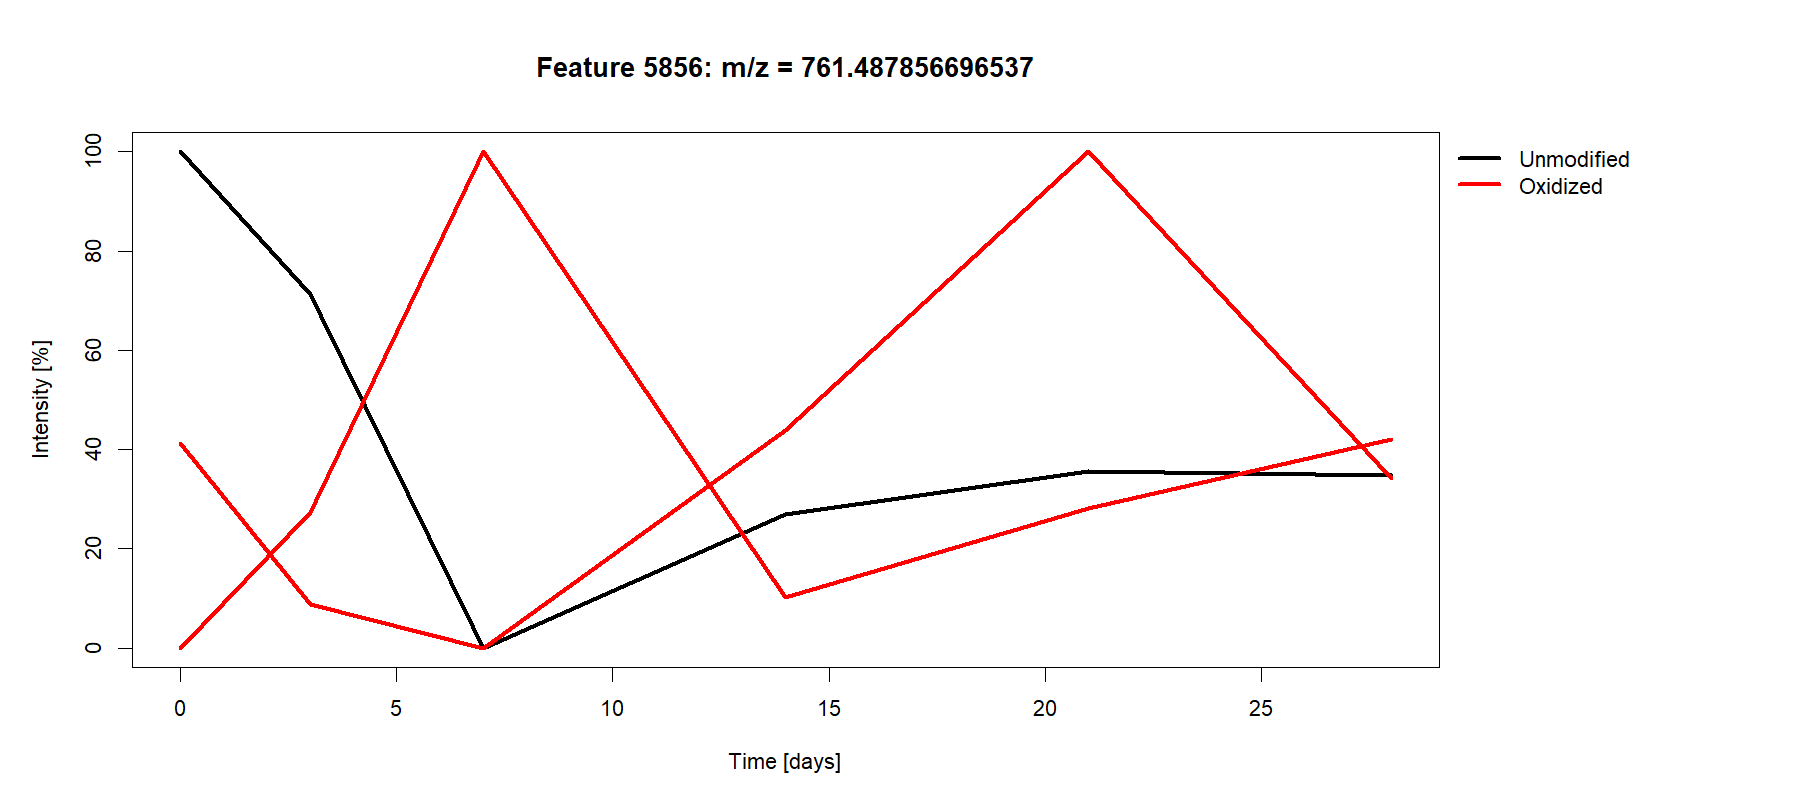 Feature 5856: m/z = 761.487856696537
Unmodified
Oxidized
Intensity [%]
100
80
60
40
20
0
0 5 10 15 20 25
Time [days]